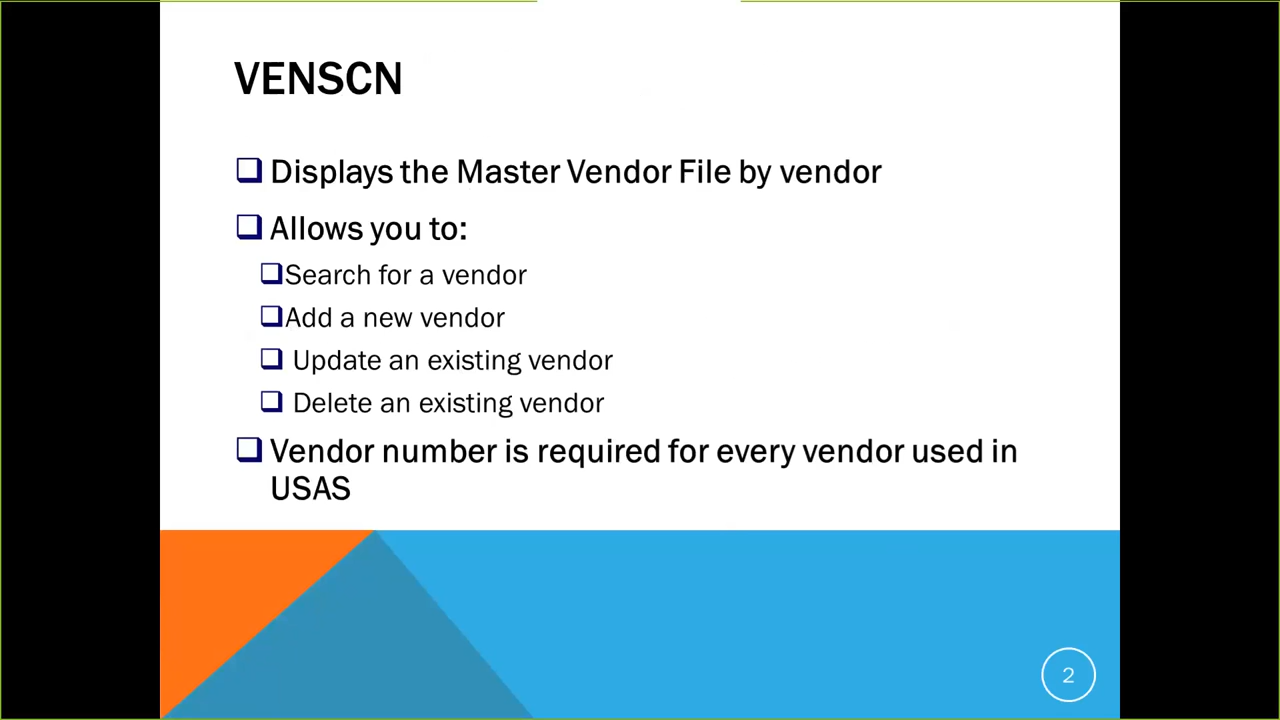 VENSCN
Displays the Master Vendor File by vendor
Allows you to:
Search for a vendor
Add a new vendor
Update an existing vendor
Delete an existing vendor
Vendor number is required for every vendor used in
USAS
2